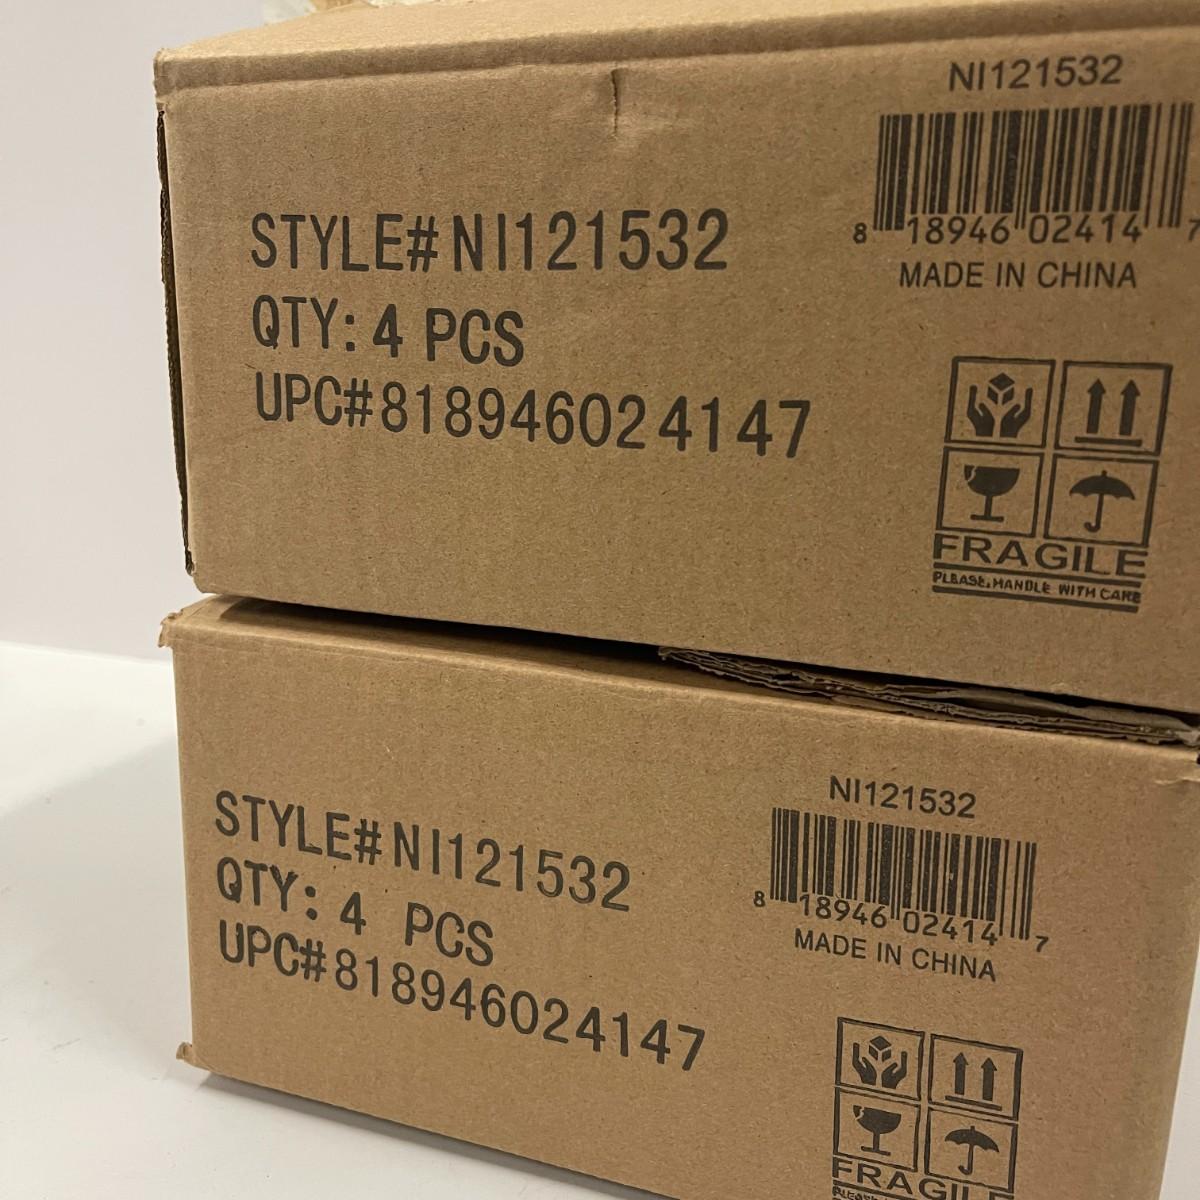 NI121532
STYLE#NI121532
QTY: 4 PCS
UPC#818946024147
8 18946 02414 7
MADE IN CHINA
FRAGILE
PLEASE.HANDLE WITH CARE
NI121532
STYLE#NI121532
QTY: 4 PCS
UPC#818946024147
8 18946 02414 7
MADE IN CHINA
FRAGILE